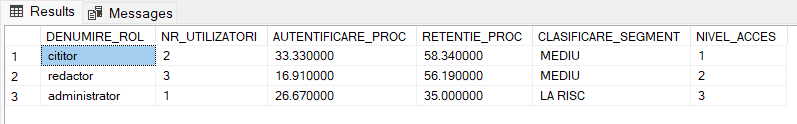 Results Messages
DENUMIRE_ROL NR_UTILIZATORI AUTENTIFICARE_PROC RETENTIE_PROC CLASIFICARE_SEGMENT NIVEL_ACCES
1 cititor 2 33.330000 58.340000 MEDIU 1
2 redactor 3 16.910000 56.190000 MEDIU 2
3 administrator 1 26.670000 35.000000 LA RISC 3